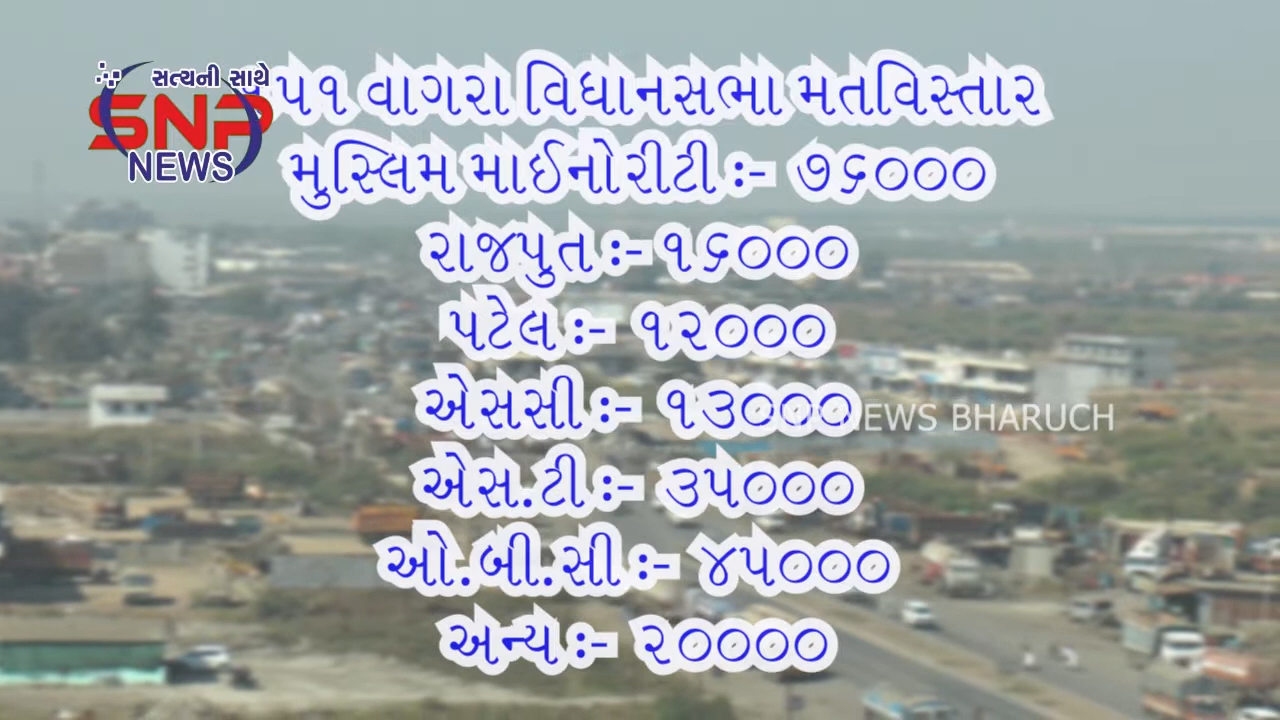 સત્યની સાથે
SNP
NEWS
૧૫૧ વાગરા વિધાનસભા મતવિસ્તાર
મુસ્લિમ માઈનોરીટી :- ૭૬૦૦૦
રાજપુત :- ૧૬૦૦૦
પટેલ :- ૧૨૦૦૦
એસસી :- ૧૩૦૦૦
SNP NEWS BHARUCH
એસ.ટી :- ૩૫૦૦૦
ઓ.બી.સી :- ૪૫૦૦૦
અન્ય :- ૨૦૦૦૦